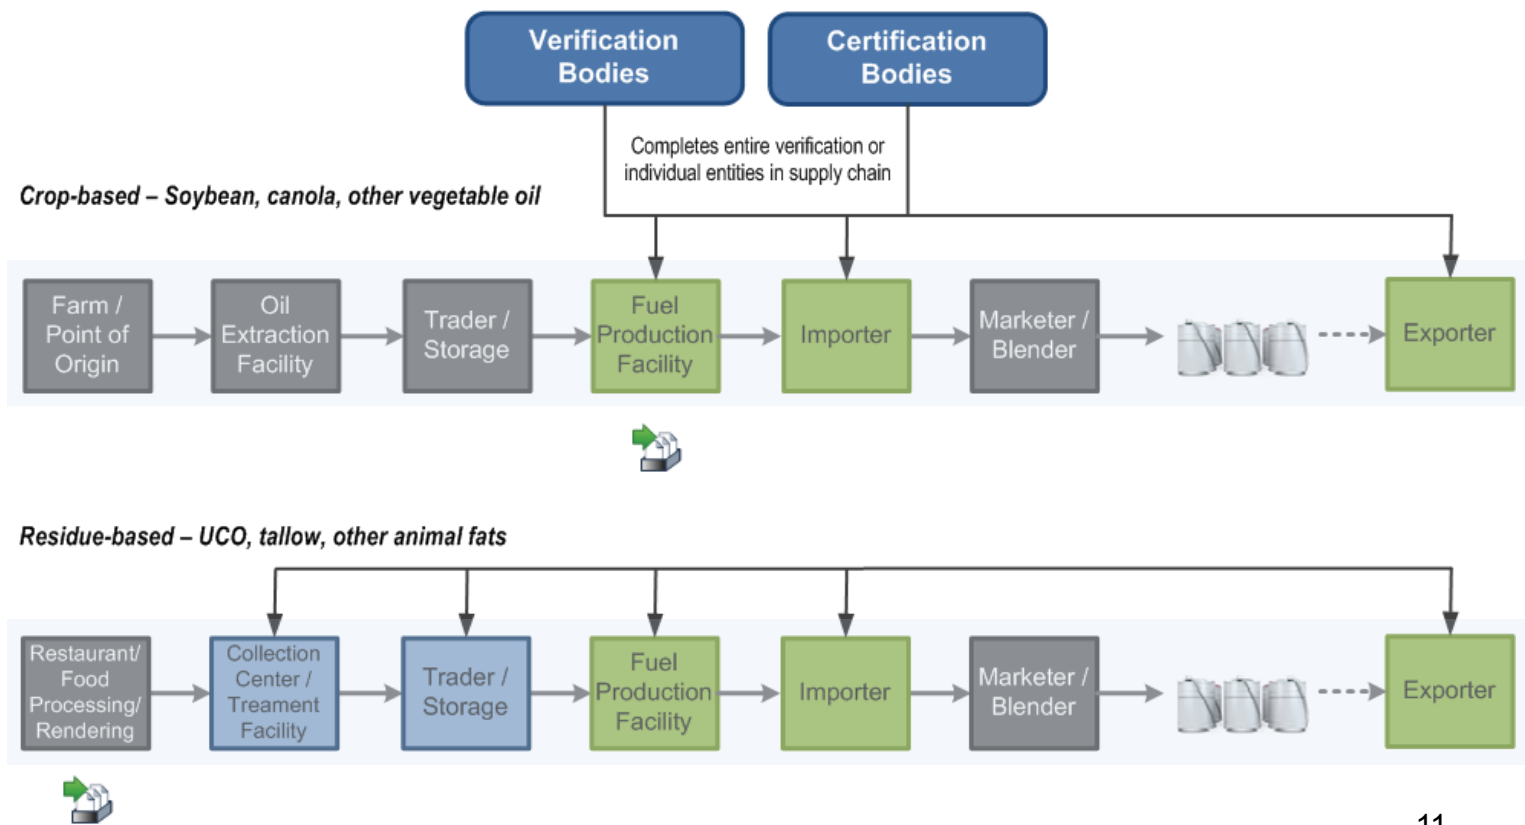 Verification
Bodies
Certification
Bodies
Completes entire verification or
individual entities in supply chain
Crop-based – Soybean, canola, other vegetable oil
Farm /
Point of
Origin
Oil
Extraction
Facility
Trader /
Storage
Fuel
Production
Facility
Importer
Marketer /
Blender
Exporter
Residue-based – UCO, tallow, other animal fats
Restaurant/
Food
Processing/
Rendering
Collection
Center /
Treament
Facility
Trader /
Storage
Fuel
Production
Facility
Importer
Marketer /
Blender
Exporter
11